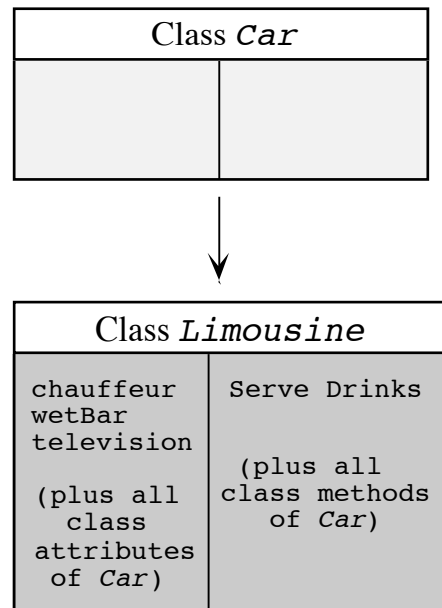 Class Car
Class Limousine
chauffeur
wetBar
television
(plus all
class
attributes
of Car)
Serve Drinks
(plus all
class methods
of Car)